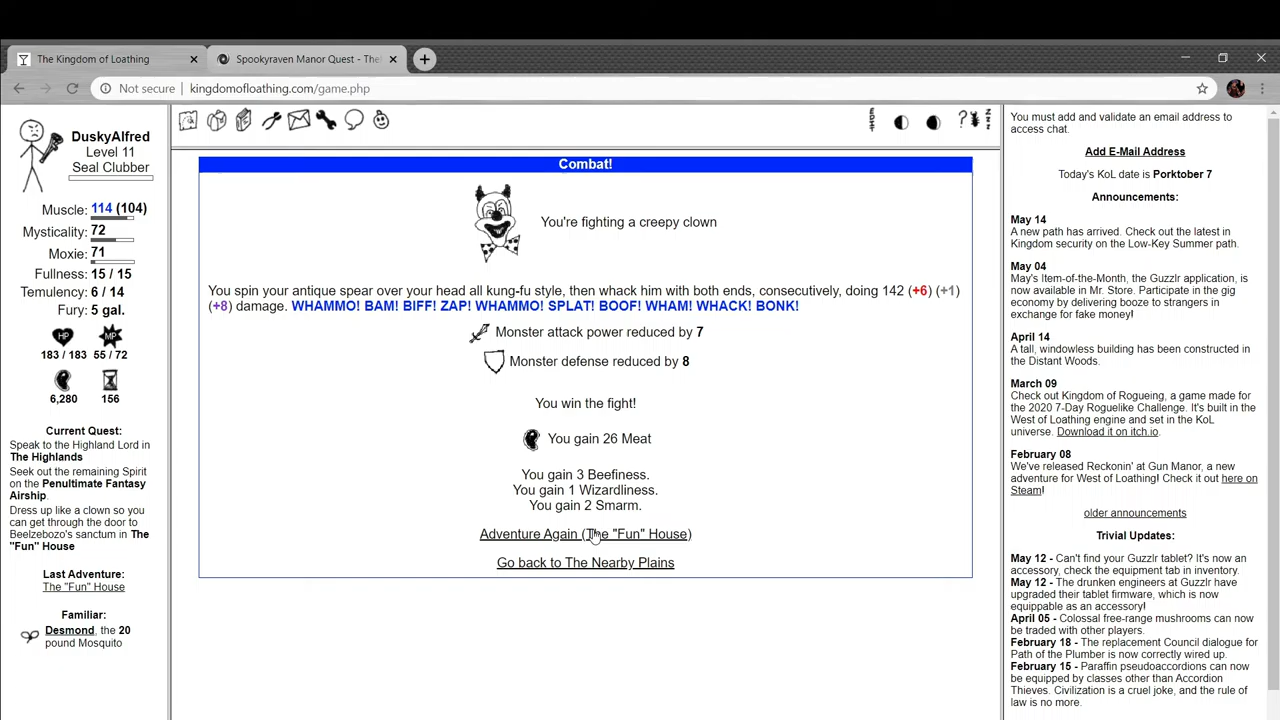 The Kingdom of Loathing
Spookyraven Manor Quest - The
Not secure
kingdomofloathing.com/game.php
DuskyAlfred
Level 11
Seal Clubber
Muscle: 114 (104)
Mysticality: 72
Moxie: 71
Fullness: 15 / 15
Temulency: 6 / 14
Fury: 5 gal.
HP
MP
183 / 183
55 / 72
6,280
156
Current Quest:
Speak to the Highland Lord in
The Highlands
Seek out the remaining Spirit
on the Penultimate Fantasy
Airship.
Dress up like a clown so you
can get through the door to
Beelzebozo's sanctum in The
"Fun" House
Last Adventure:
The "Fun" House
Familiar:
Desmond, the 20
pound Mosquito
Combat!
You're fighting a creepy clown
You spin your antique spear over your head all kung-fu style, then whack him with both ends, consecutively, doing 142 (+6) (+1)
(+8) damage. WHAMMO! BAM! BIFF! ZAP! WHAMMO! SPLAT! BOOF! WHAM! WHACK! BONK!
Monster attack power reduced by 7
Monster defense reduced by 8
You win the fight!
You gain 26 Meat
You gain 3 Beefiness.
You gain 1 Wizardliness.
You gain 2 Smarm.
Adventure Again (The "Fun" House)
Go back to The Nearby Plains
You must add and validate an email address to
access chat.
Add E-Mail Address
Today's KoL date is Porktober 7
Announcements:
May 14
A new path has arrived. Check out the latest in
Kingdom security on the Low-Key Summer path.
May 04
May's Item-of-the-Month, the Guzzlr application, is
now available in Mr. Store. Participate in the gig
economy by delivering booze to strangers in
exchange for fake money!
April 14
A tall, windowless building has been constructed in
the Distant Woods.
March 09
Check out Kingdom of Rogueing, a game made for
the 2020 7-Day Roguelike Challenge. It's built in the
West of Loathing engine and set in the KoL
universe. Download it on itch.io.
February 08
We've released Reckonin' at Gun Manor, a new
adventure for West of Loathing! Check it out here on
Steam!
older announcements
Trivial Updates:
May 12 - Can't find your Guzzlr tablet? It's now an
accessory, check the equipment tab in inventory.
May 12 - The drunken engineers at Guzzlr have
upgraded their tablet firmware, which is now
equippable as an accessory!
April 05 - Colossal free-range mushrooms can now
be traded with other players.
February 18 - The replacement Council dialogue for
Path of the Plumber is now correctly wired up.
February 15 - Paraffin pseudoaccordions can now
be equipped by classes other than Accordion
Thieves. Civilization is a cruel joke, and the rule of
law is no more.